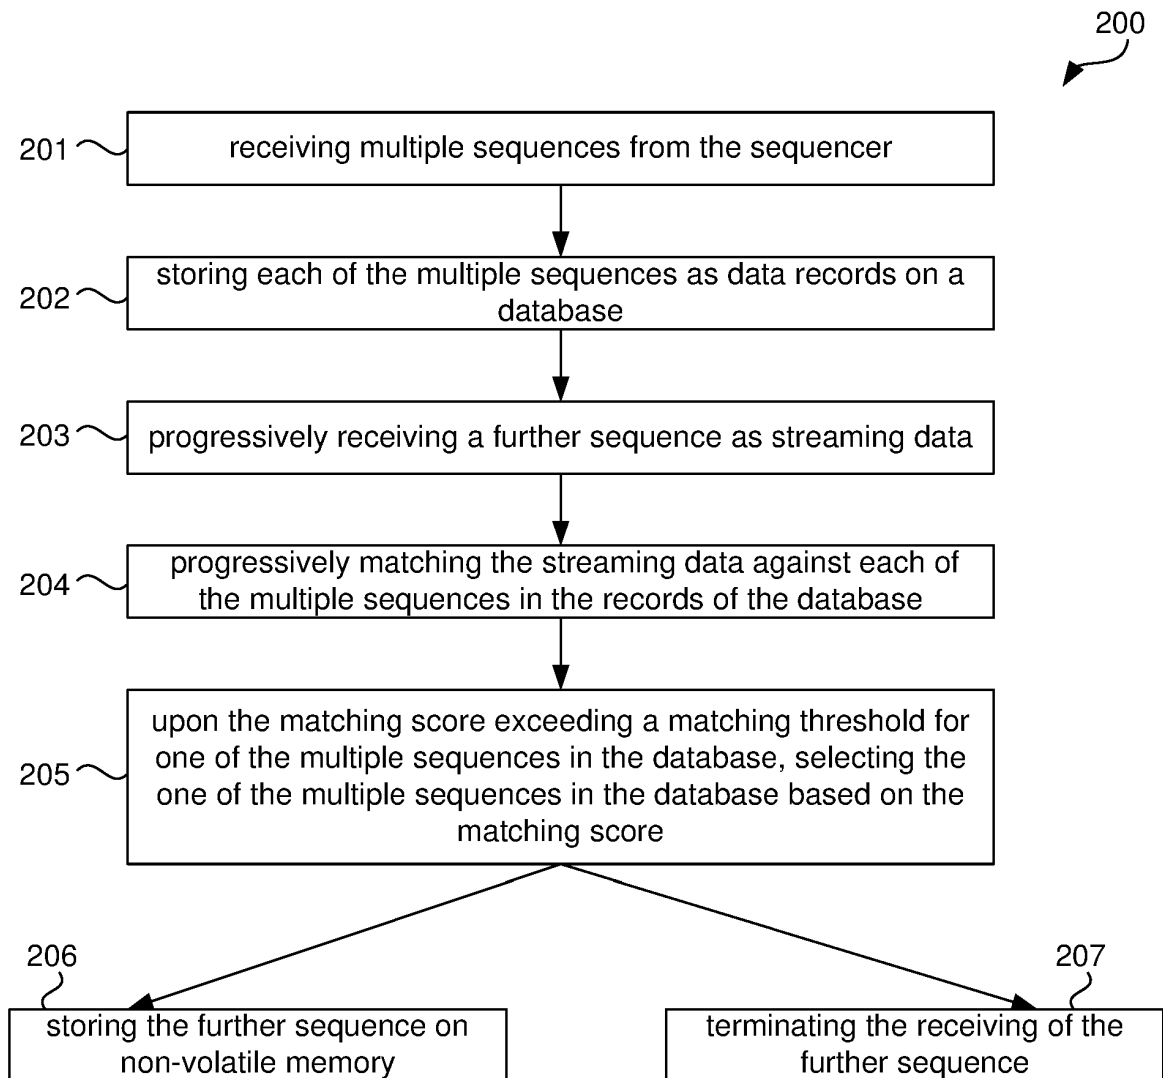 200
201
receiving multiple sequences from the sequencer
202
storing each of the multiple sequences as data records on a
database
203
progressively receiving a further sequence as streaming data
204
progressively matching the streaming data against each of
the multiple sequences in the records of the database
205
upon the matching score exceeding a matching threshold for
one of the multiple sequences in the database, selecting the
one of the multiple sequences in the database based on the
matching score
206
storing the further sequence on
non-volatile memory
207
terminating the receiving of the
further sequence